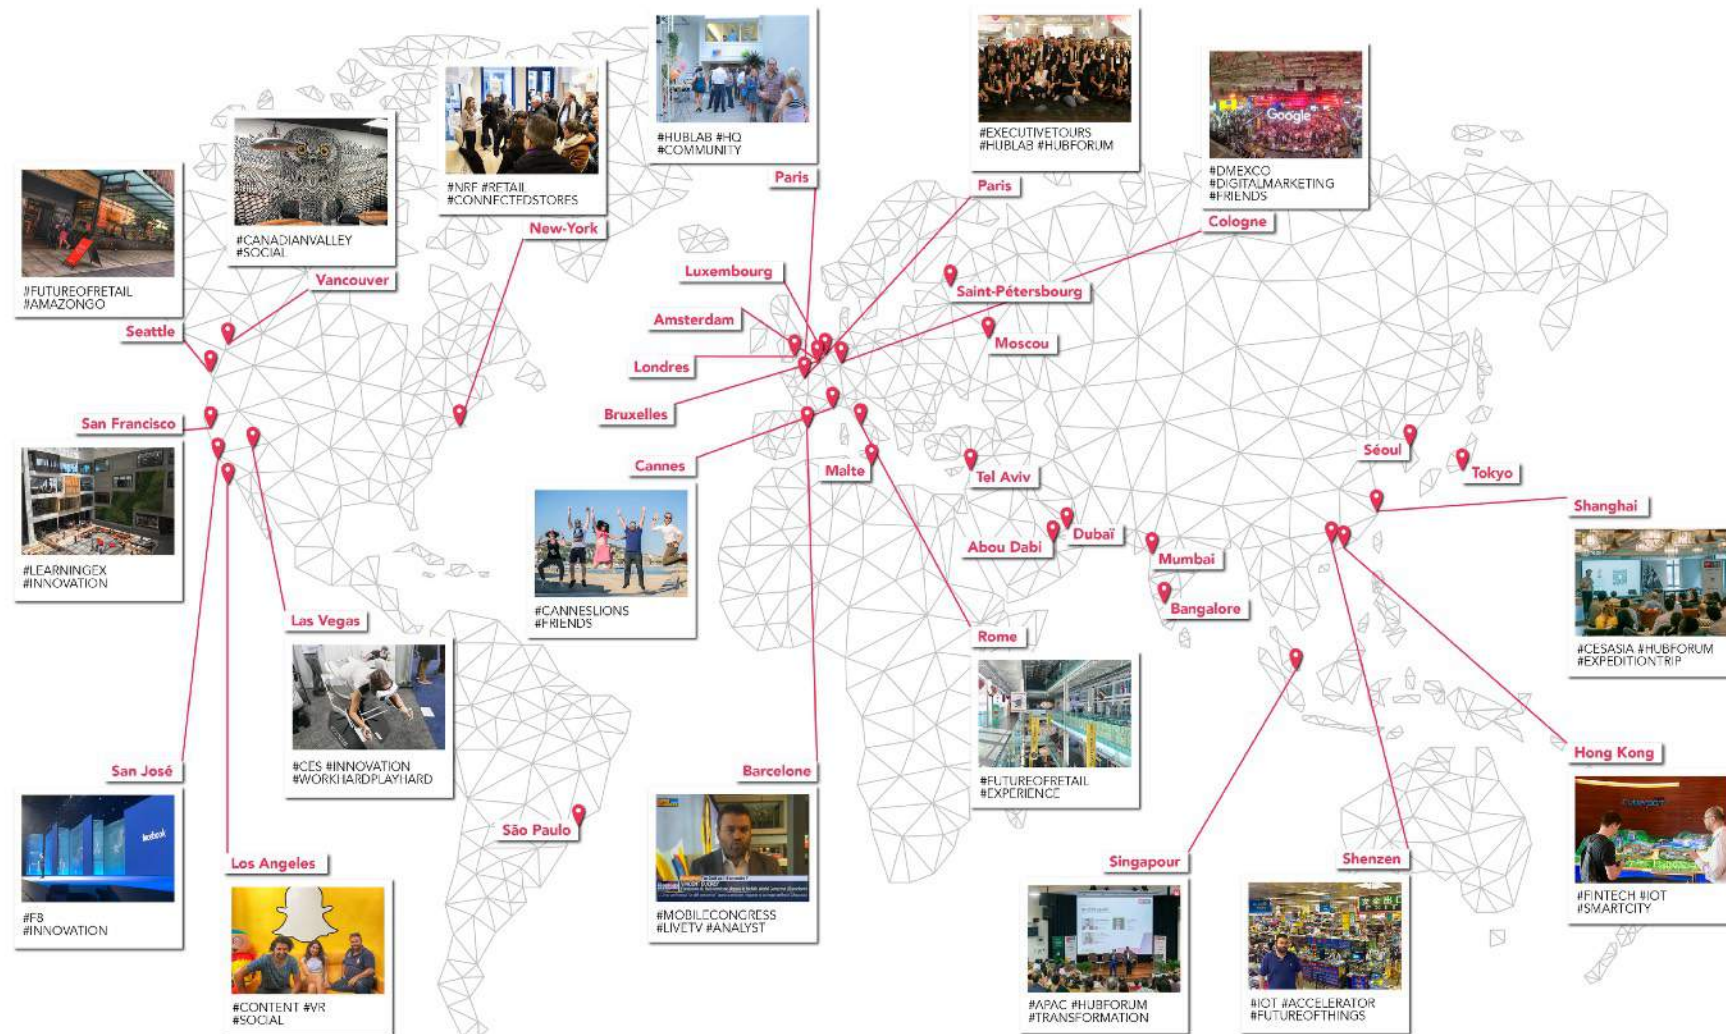 #HUBLAB #HQ
#COMMUNITY
Paris
#EXECUTIVETOURS
#HUBLAB #HUBFORUM
Paris
Google
#DMEXCO
#DIGITALMARKETING
#FRIENDS
Cologne
#NRF #RETAIL
#CONNECTEDSTORES
New-York
#CANADIANVALLEY
#SOCIAL
Vancouver
#FUTUREOFRETAIL
#AMAZONGO
Seattle
Luxembourg
Amsterdam
Londres
Bruxelles
Cannes
Saint-Pétersbourg
Moscou
San Francisco
#LEARNINGEX
#INNOVATION
#CANNESLIONS
#FRIENDS
Malte
Tel Aviv
Séoul
Tokyo
Shanghai
#CESASIA #HUBFORUM
#EXPEDITIONTRIP
Abou Dabi
Dubaï
Mumbai
Bangalore
Las Vegas
#CES #INNOVATION
#WORKHARDPLAYHARD
Rome
#FUTUREOFRETAIL
#EXPERIENCE
San José
facebook
#F8
#INNOVATION
Barcelone
#MOBILECONGRESS
#LIVETV #ANALYST
São Paulo
Los Angeles
#CONTENT #VR
#SOCIAL
Singapour
#APAC #HUBFORUM
#TRANSFORMATION
Shenzen
#IOT #ACCELERATOR
#FUTUREOFTHINGS
Hong Kong
#FINTECH #IOT
#SMARTCITY